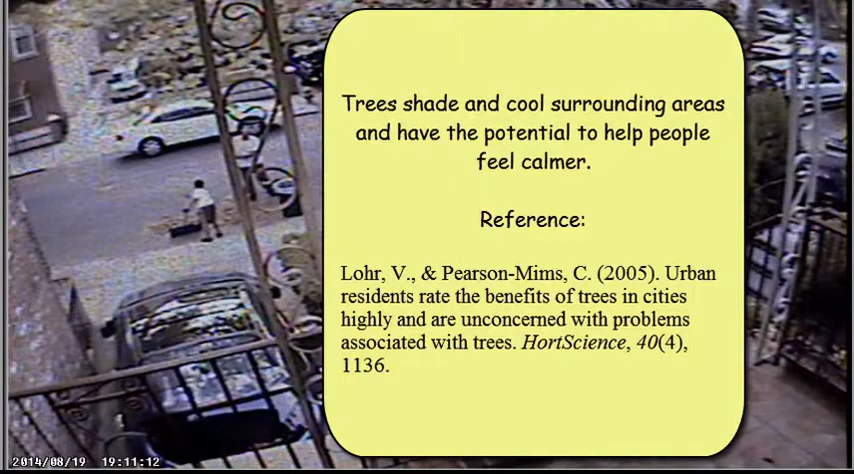 Trees shade and cool surrounding areas
and have the potential to help people
feel calmer.
Reference:
Lohr, V., & Pearson-Mims, C. (2005). Urban
residents rate the benefits of trees in cities
highly and are unconcerned with problems
associated with trees. HortScience, 40(4),
1136.
2014/08/19 19:11:12